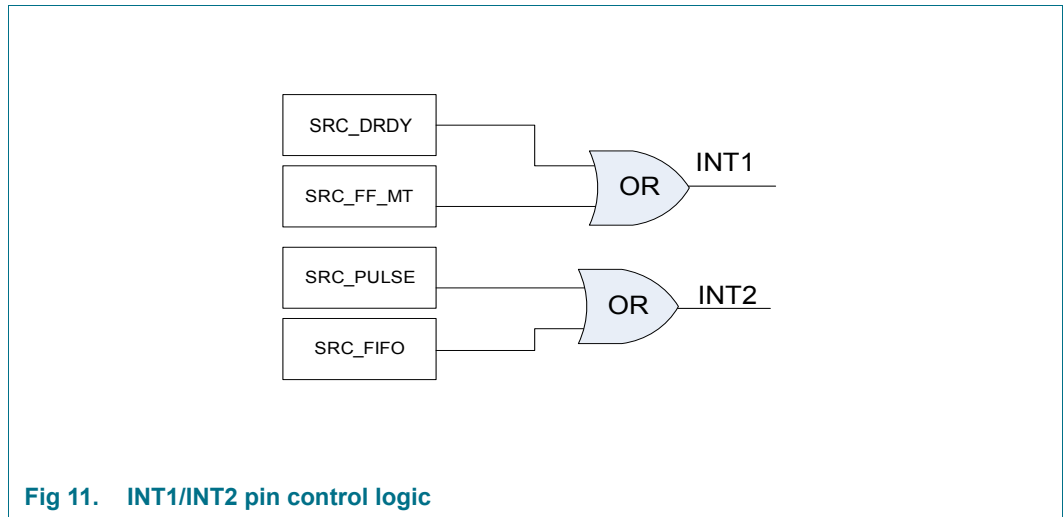 SRC_DRDY
SRC_FF_MT
OR
INT1
SRC_PULSE
SRC_FIFO
OR
INT2
Fig 11. INT1/INT2 pin control logic